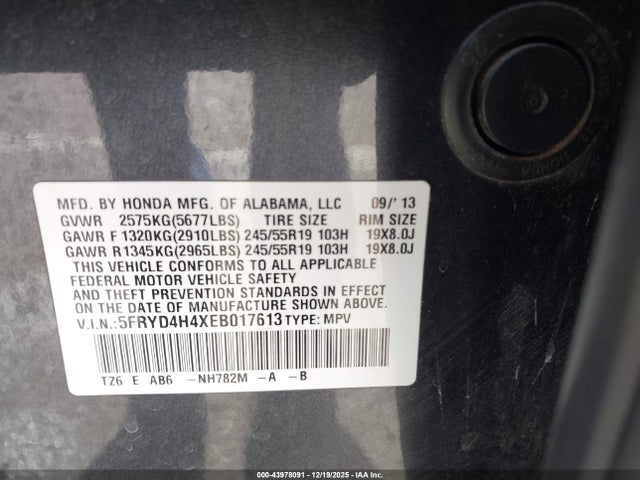 MFD. BY HONDA MFG. OF ALABAMA, LLC 09/' 13
GVWR 2575KG(5677LBS) TIRE SIZE RIM SIZE
GAWR F 1320KG(2910LBS) 245/55R19 103H 19X8.0J
GAWR R1345KG(2965LBS) 245/55R19 103H 19X8.0J
THIS VEHICLE CONFORMS TO ALL APPLICABLE
FEDERAL MOTOR VEHICLE SAFETY
AND THEFT PREVENTION STANDARDS IN EFFECT
ON THE DATE OF MANUFACTURE SHOWN ABOVE.
V.I.N.:5FRYD4H4XEB017613 TYPE: MPV
TZ6 E AB6 -NH782M -A -B
000-43978091 - 12/19/2025 - IAA Inc.